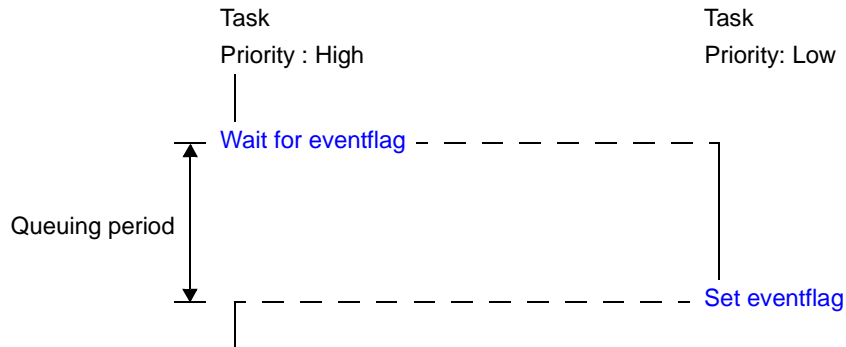 Task
Priority : High
Task
Priority: Low
Wait for eventflag
Queuing period
Set eventflag